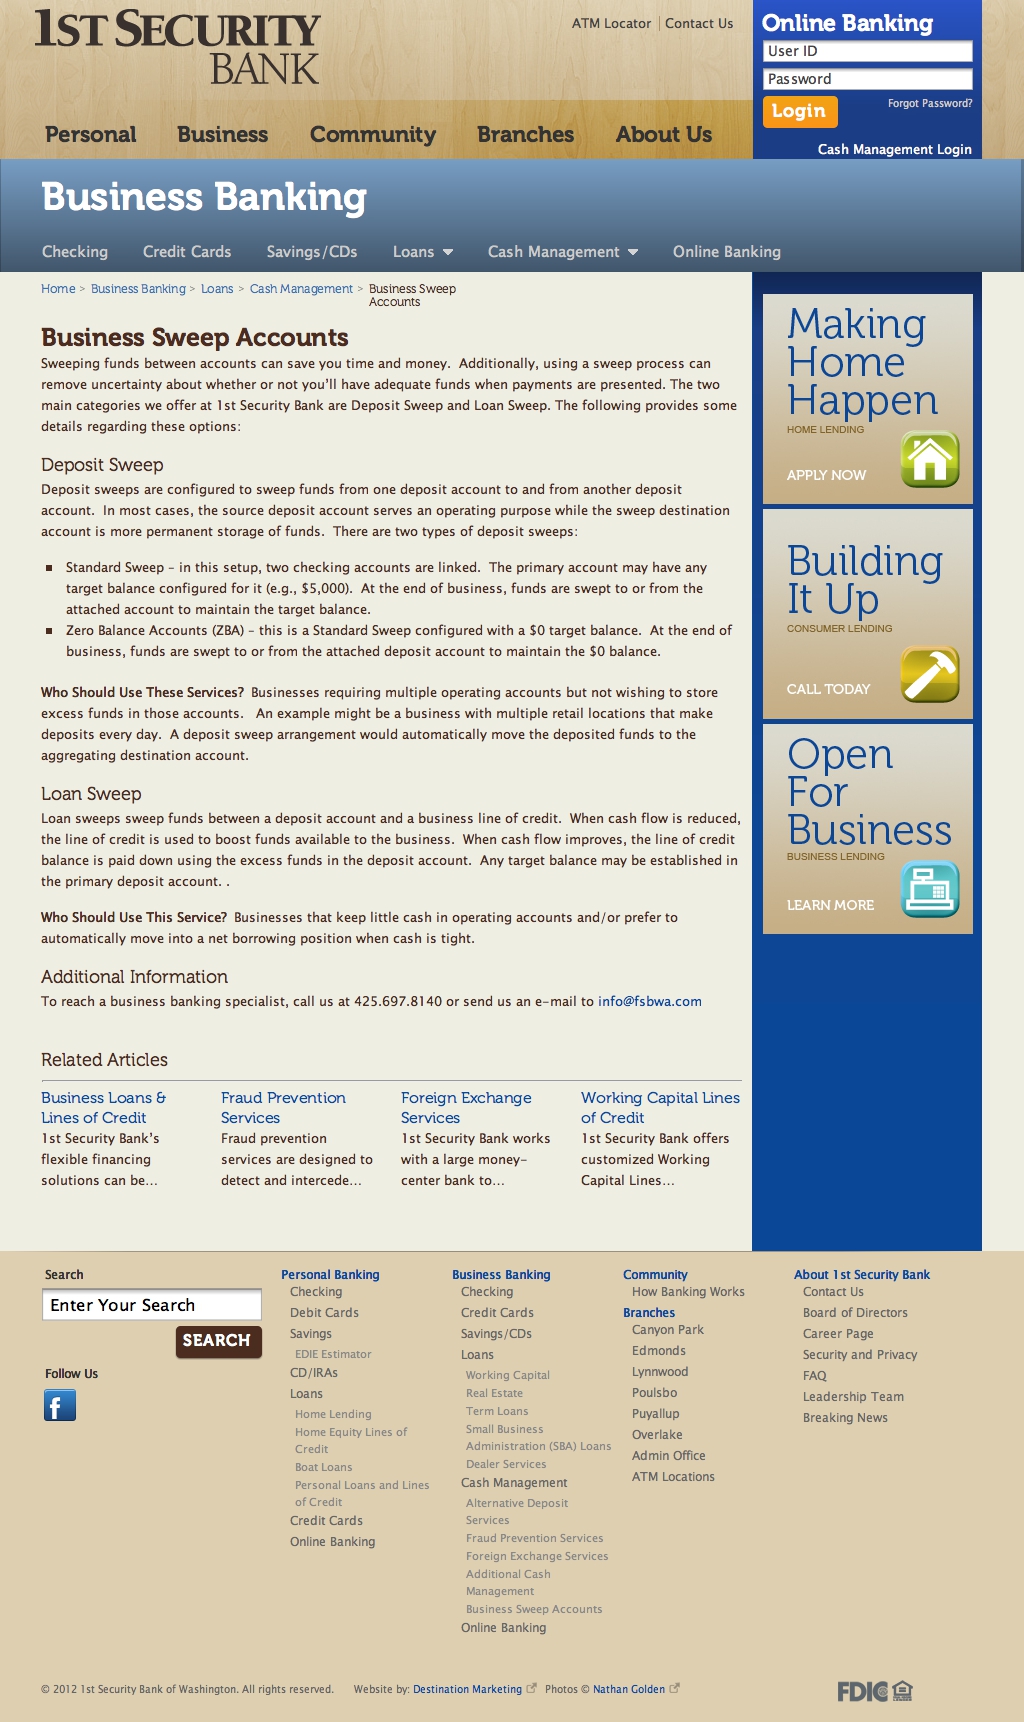 1ST SECURITY
BANK
ATM Locator | Contact Us
Online Banking
User ID
Password
Login
Forgot Password?
Cash Management Login
Personal Business Community Branches About Us
Business Banking
Checking Credit Cards Savings/CDs Loans Cash Management Online Banking
Home > Business Banking > Loans > Cash Management > Business Sweep
Accounts
Business Sweep Accounts
Sweeping funds between accounts can save you time and money. Additionally, using a sweep process can
remove uncertainty about whether or not you'll have adequate funds when payments are presented. The two
main categories we offer at 1st Security Bank are Deposit Sweep and Loan Sweep. The following provides some
details regarding these options:
Deposit Sweep
Deposit sweeps are configured to sweep funds from one deposit account to and from another deposit
account. In most cases, the source deposit account serves an operating purpose while the sweep destination
account is more permanent storage of funds. There are two types of deposit sweeps:
Standard Sweep – in this setup, two checking accounts are linked. The primary account may have any
target balance configured for it (e.g., $5,000). At the end of business, funds are swept to or from the
attached account to maintain the target balance.
Zero Balance Accounts (ZBA) – this is a Standard Sweep configured with a $0 target balance. At the end of
business, funds are swept to or from the attached deposit account to maintain the $0 balance.
Who Should Use These Services? Businesses requiring multiple operating accounts but not wishing to store
excess funds in those accounts. An example might be a business with multiple retail locations that make
deposits every day. A deposit sweep arrangement would automatically move the deposited funds to the
aggregating destination account.
Loan Sweep
Loan sweeps sweep funds between a deposit account and a business line of credit. When cash flow is reduced,
the line of credit is used to boost funds available to the business. When cash flow improves, the line of credit
balance is paid down using the excess funds in the deposit account. Any target balance may be established in
the primary deposit account. .
Who Should Use This Service? Businesses that keep little cash in operating accounts and/or prefer to
automatically move into a net borrowing position when cash is tight.
Additional Information
To reach a business banking specialist, call us at 425.697.8140 or send us an e-mail to info@fsbwa.com
Making
Home
Happen
HOME LENDING
APPLY NOW
Building
It Up
CONSUMER LENDING
CALL TODAY
Open
For
Business
BUSINESS LENDING
LEARN MORE
Related Articles
Business Loans &
Lines of Credit
1st Security Bank's
flexible financing
solutions can be...
Fraud Prevention
Services
Fraud prevention
services are designed to
detect and intercede...
Foreign Exchange
Services
1st Security Bank works
with a large money-
center bank to...
Working Capital Lines
of Credit
1st Security Bank offers
customized Working
Capital Lines...
Search
Enter Your Search
SEARCH
Follow Us
f
Personal Banking
Checking
Debit Cards
Savings
EDIE Estimator
CD/IRAs
Loans
Home Lending
Home Equity Lines of
Credit
Boat Loans
Personal Loans and Lines
of Credit
Credit Cards
Online Banking
Business Banking
Checking
Credit Cards
Savings/CDs
Loans
Working Capital
Real Estate
Term Loans
Small Business
Administration (SBA) Loans
Dealer Services
Cash Management
Alternative Deposit
Services
Fraud Prevention Services
Foreign Exchange Services
Additional Cash
Management
Business Sweep Accounts
Online Banking
Community
How Banking Works
Branches
Canyon Park
Edmonds
Lynnwood
Poulsbo
Puyallup
Overlake
Admin Office
ATM Locations
About 1st Security Bank
Contact Us
Board of Directors
Career Page
Security and Privacy
FAQ
Leadership Team
Breaking News
© 2012 1st Security Bank of Washington. All rights reserved. Website by: Destination Marketing Photos © Nathan Golden
FDIC